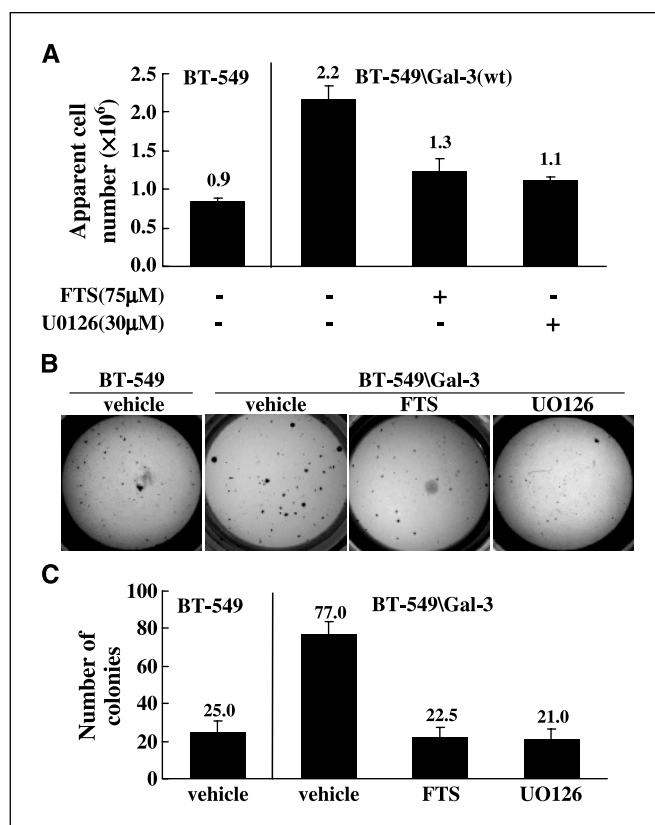 A
BT-549
BT-549\Gal-3(wt)
Apparent cell
number (×10⁶)
2.5
2.0
1.5
1.0
0.5
0.0
0.9
2.2
1.3
1.1
FTS(75μM) - - + -
U0126(30μM) - - - +
B
BT-549
BT-549\Gal-3
vehicle vehicle FTS UO126
C
BT-549
BT-549\Gal-3
Number of
colonies
100
80
60
40
20
0
25.0
77.0
22.5
21.0
vehicle vehicle FTS UO126